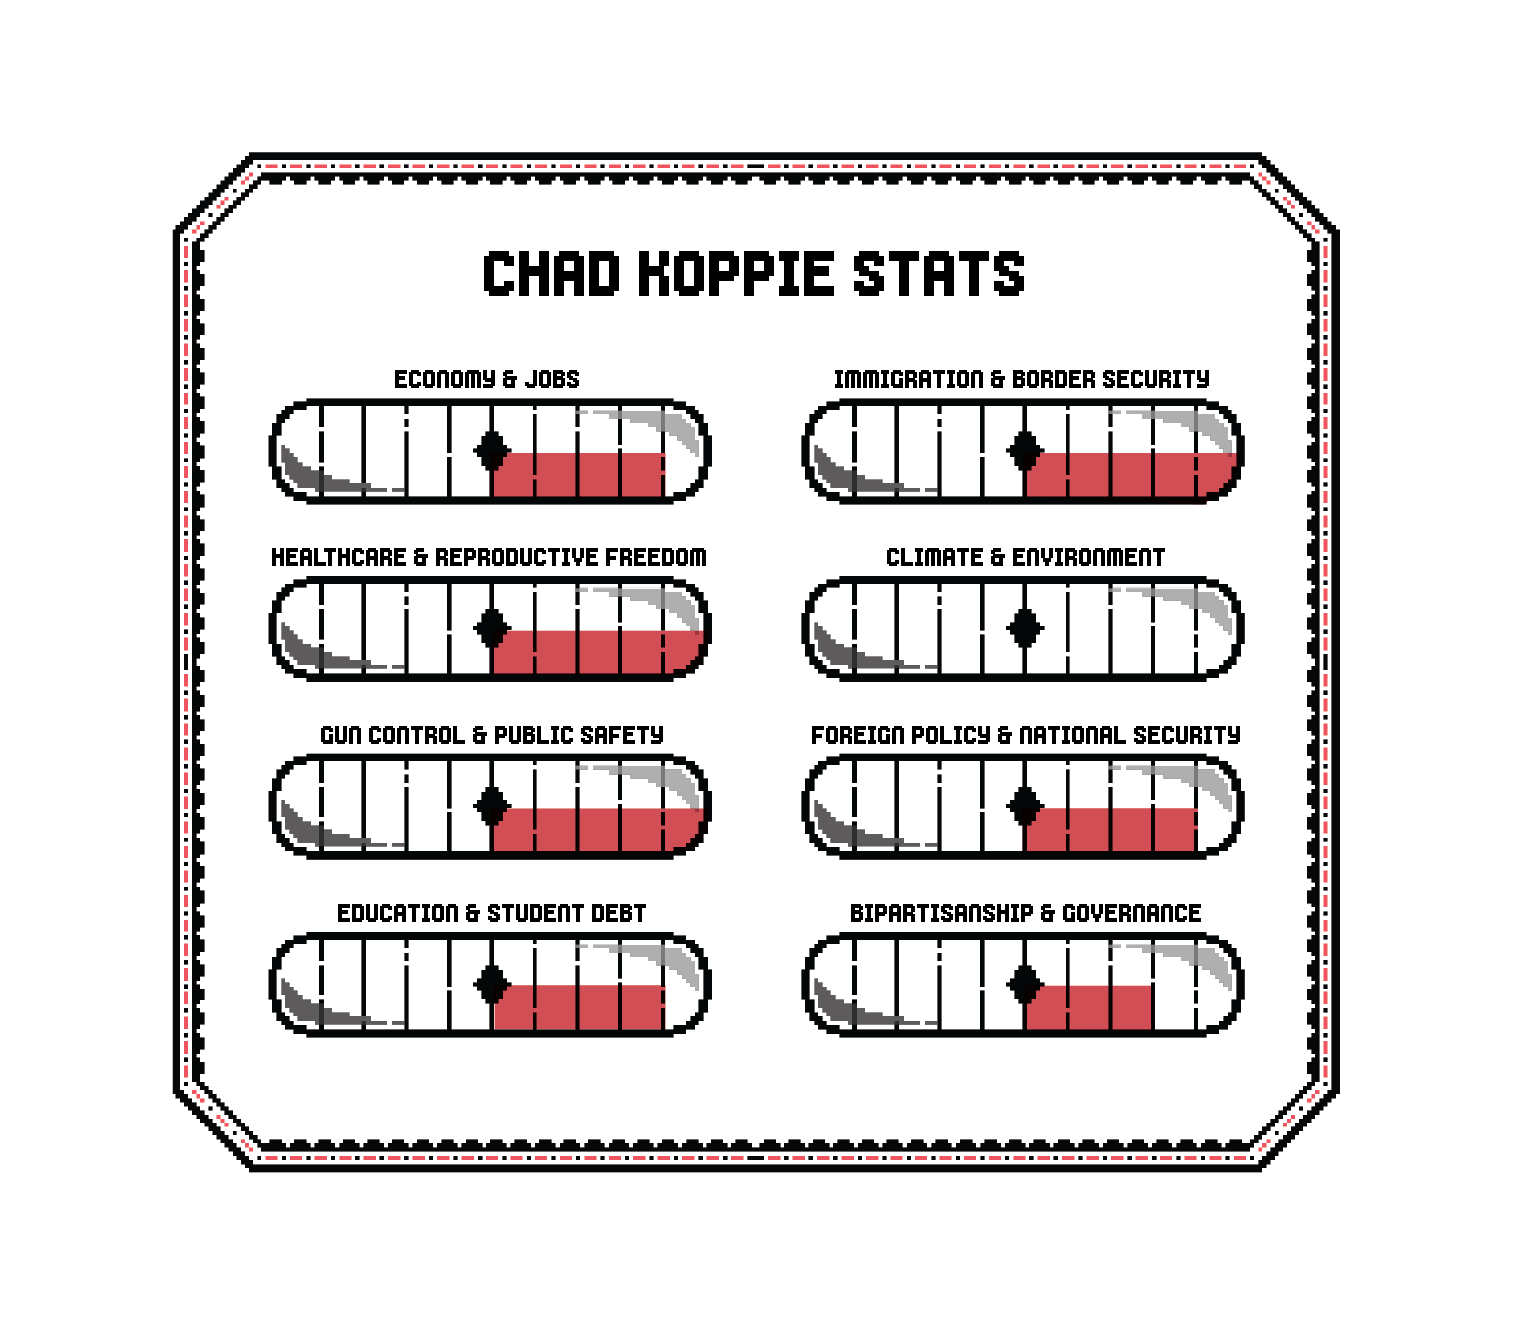 CHAD KOPPIE STATS
ECONOMY & JOBS
IMMIGRATION & BORDER SECURITY
HEALTHCARE & REPRODUCTIVE FREEDOM
CLIMATE & ENVIRONMENT
GUN CONTROL & PUBLIC SAFETY
FOREIGN POLICY & NATIONAL SECURITY
EDUCATION & STUDENT DEBT
BIPARTISANSHIP & GOVERNANCE